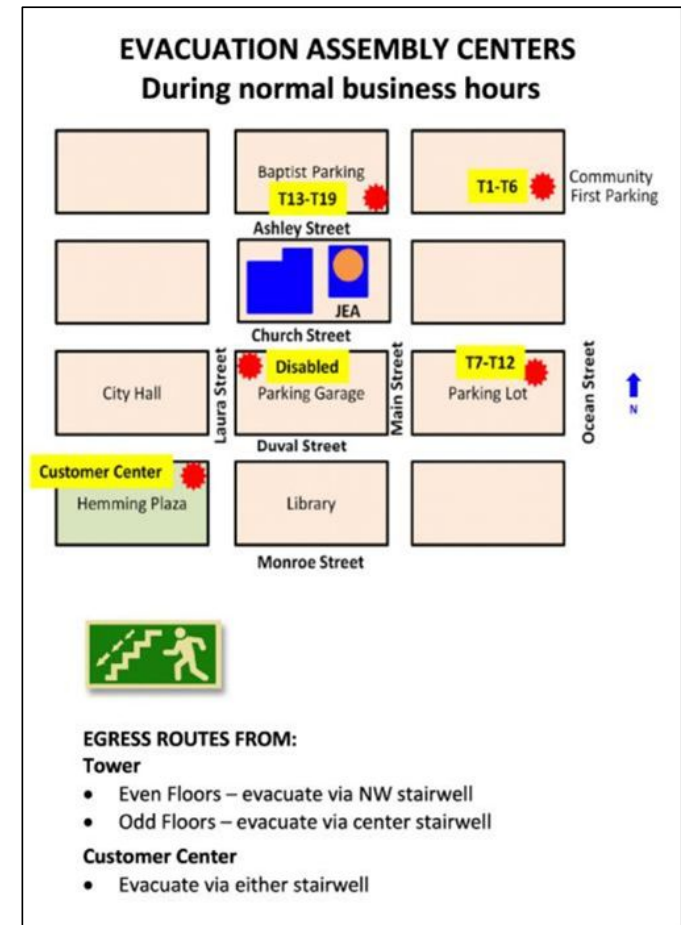 EVACUATION ASSEMBLY CENTERS
During normal business hours
Baptist Parking
T13-T19
T1-T6
Community
First Parking
Ashley Street
JEA
Church Street
Laura Street
Main Street
Ocean Street
City Hall
Disabled
Parking Garage
T7-T12
Parking Lot
N
Duval Street
Customer Center
Hemming Plaza
Library
Monroe Street
EGRESS ROUTES FROM:
Tower
• Even Floors – evacuate via NW stairwell
• Odd Floors – evacuate via center stairwell
Customer Center
• Evacuate via either stairwell